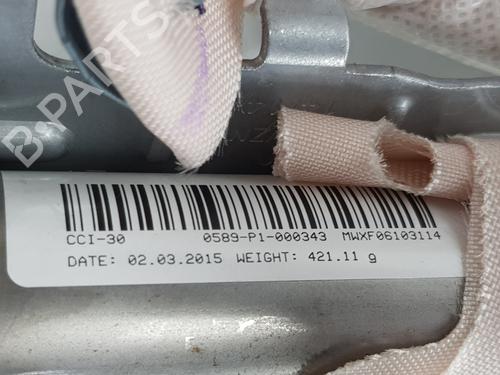 B-PARTS
CCI-30 0589-P1-000343 MWXF06103114
DATE: 02.03.2015 WEIGHT: 421.11 g